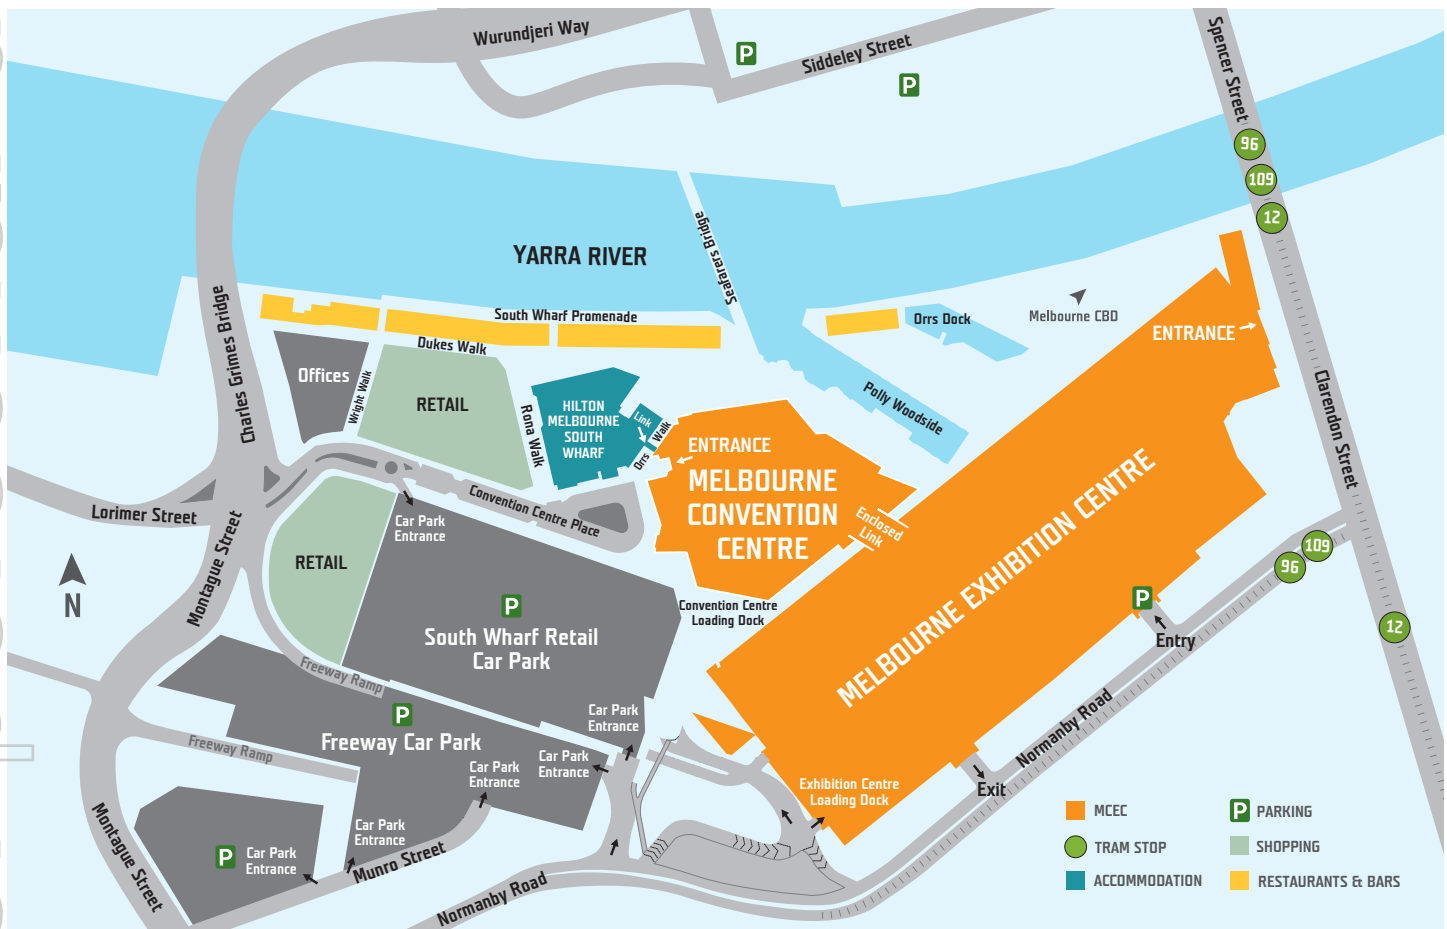 Wurundjeri Way
P
Siddeley Street
P
Spencer Street
96
109
12
YARRA RIVER
Seafarers Bridge
Charles Grimes Bridge
South Wharf Promenade
Dukes Walk
Orrs Dock
Melbourne CBD
ENTRANCE
Offices
Wright Walk
RETAIL
Rona Walk
HILTON
MELBOURNE
SOUTH
WHARF
Link
Orrs Walk
Polly Woodside
Clarendon Street
ENTRANCE
MELBOURNE
CONVENTION
CENTRE
Enclosed
Link
MELBOURNE EXHIBITION CENTRE
Lorimer Street
Convention Centre Place
Car Park
Entrance
Montague Street
RETAIL
N
P
South Wharf Retail
Car Park
Convention Centre
Loading Dock
109
96
P
Entry
12
Freeway Ramp
P
Freeway Car Park
Car Park
Entrance
Freeway Ramp
Car Park
Entrance
Car Park
Entrance
Normanby Road
Exit
Exhibition Centre
Loading Dock
Montague Street
P
Car Park
Entrance
Car Park
Entrance
Munro Street
Normanby Road
MCEC
P PARKING
TRAM STOP
SHOPPING
ACCOMMODATION
RESTAURANTS & BARS